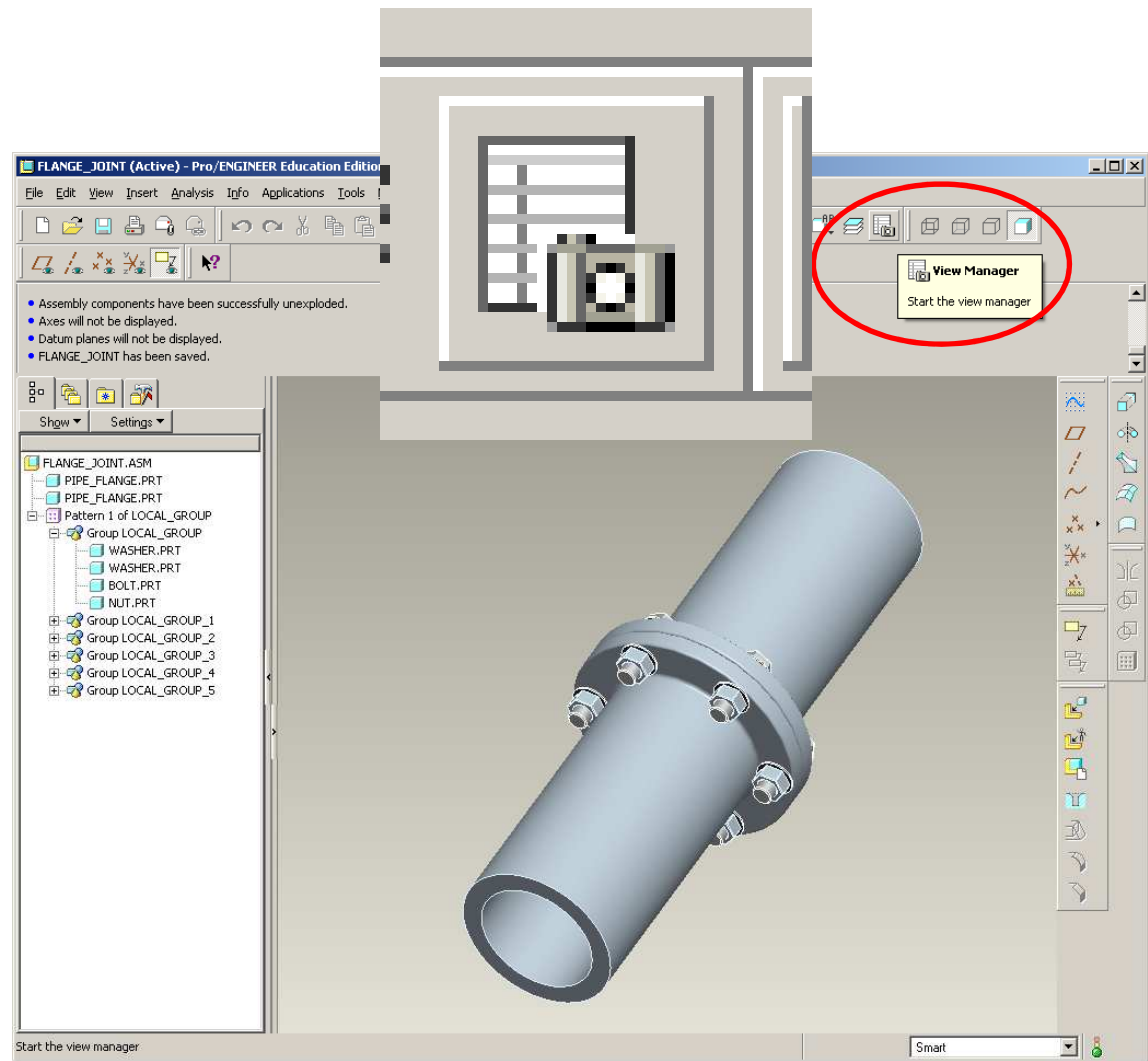 FLANGE_JOINT (Active) - Pro/ENGINEER Education Edition
File Edit View Insert Analysis Info Applications Tools
View Manager
Start the view manager
• Assembly components have been successfully unexploded.
• Axes will not be displayed.
• Datum planes will not be displayed.
• FLANGE_JOINT has been saved.
Show Settings
FLANGE_JOINT.ASM
PIPE_FLANGE.PRT
PIPE_FLANGE.PRT
Pattern 1 of LOCAL_GROUP
Group LOCAL_GROUP
WASHER.PRT
WASHER.PRT
BOLT.PRT
NUT.PRT
Group LOCAL_GROUP_1
Group LOCAL_GROUP_2
Group LOCAL_GROUP_3
Group LOCAL_GROUP_4
Group LOCAL_GROUP_5
Start the view manager
Smart